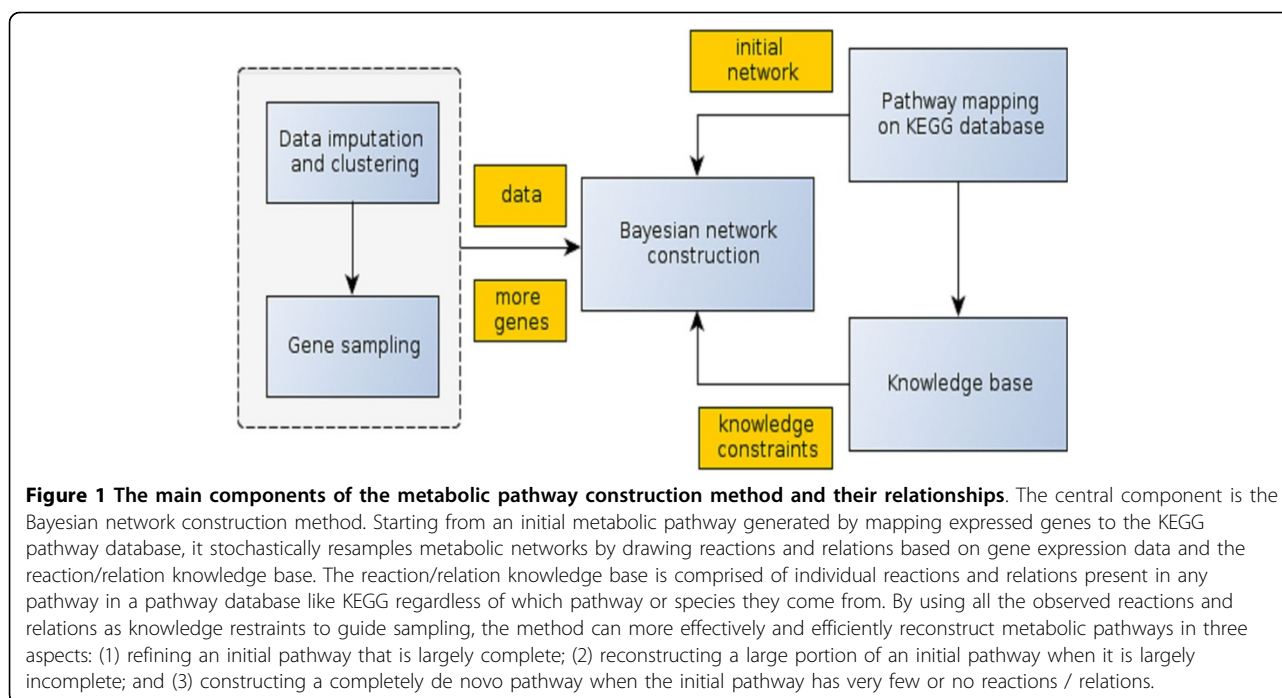 initial
network
Pathway mapping
on KEGG database
Data imputation
and clustering
data
Bayesian network
construction
more
genes
Gene sampling
Knowledge base
knowledge
constraints
Figure 1 The main components of the metabolic pathway construction method and their relationships. The central component is the
Bayesian network construction method. Starting from an initial metabolic pathway generated by mapping expressed genes to the KEGG
pathway database, it stochastically resamples metabolic networks by drawing reactions and relations based on gene expression data and the
reaction/relation knowledge base. The reaction/relation knowledge base is comprised of individual reactions and relations present in any
pathway in a pathway database like KEGG regardless of which pathway or species they come from. By using all the observed reactions and
relations as knowledge restraints to guide sampling, the method can more effectively and efficiently reconstruct metabolic pathways in three
aspects: (1) refining an initial pathway that is largely complete; (2) reconstructing a large portion of an initial pathway when it is largely
incomplete; and (3) constructing a completely de novo pathway when the initial pathway has very few or no reactions / relations.